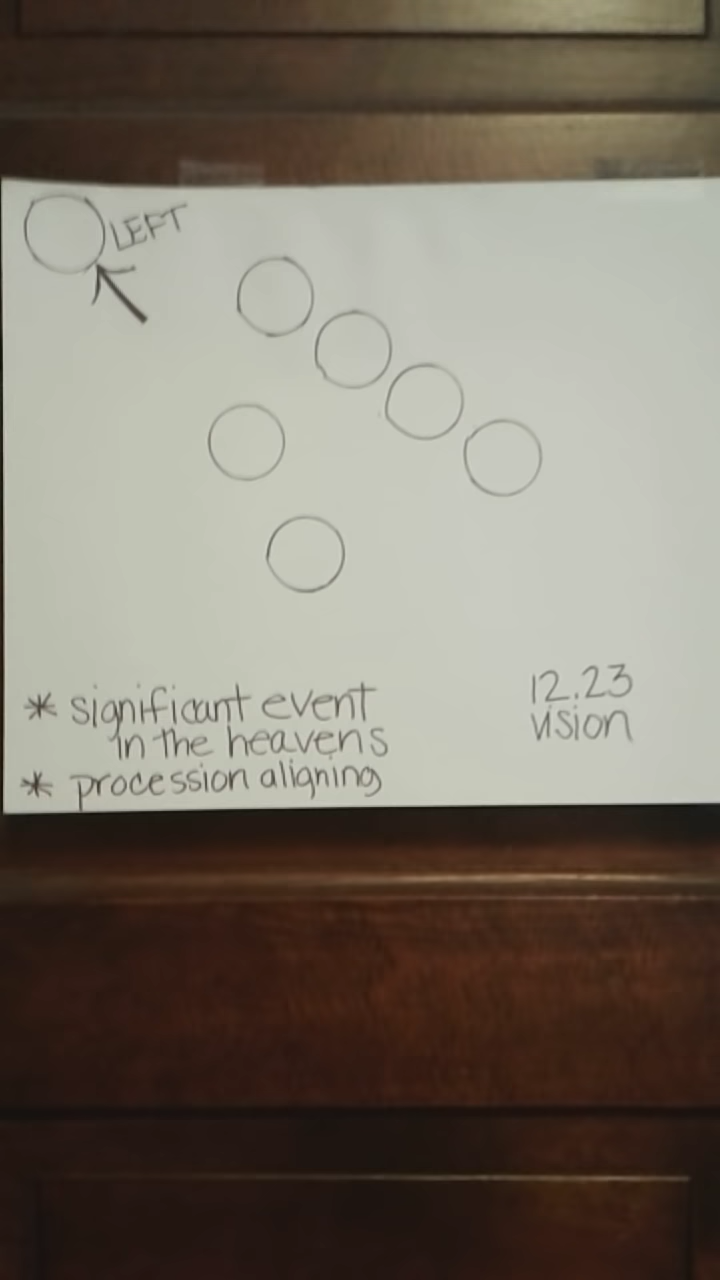 LEFT
* significant event
in the heavens
* procession aligning
12.23
vision